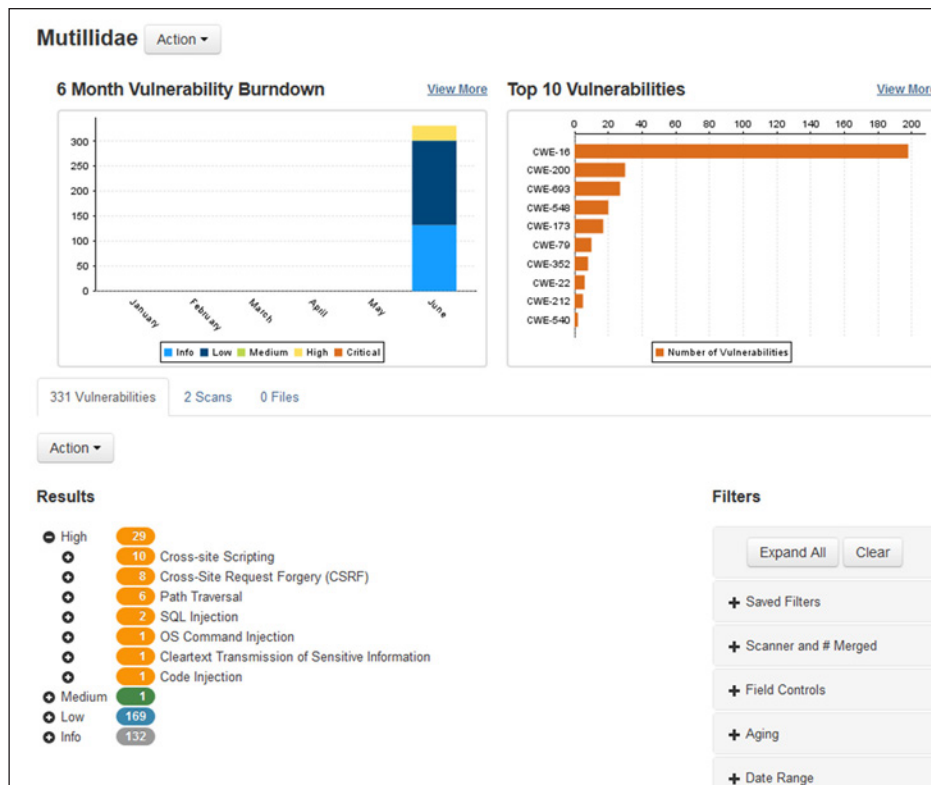 Mutillidae Action
6 Month Vulnerability Burndown View More
300
250
200
150
100
50
0
January February March April May June
Info Low Medium High Critical
Top 10 Vulnerabilities View More
0 20 40 60 80 100 120 140 160 180 200
CWE-16
CWE-200
CWE-693
CWE-548
CWE-173
CWE-79
CWE-352
CWE-22
CWE-212
CWE-540
Number of Vulnerabilities
331 Vulnerabilities 2 Scans 0 Files
Action
Results
High 29
10 Cross-site Scripting
8 Cross-Site Request Forgery (CSRF)
6 Path Traversal
2 SQL Injection
1 OS Command Injection
1 Cleartext Transmission of Sensitive Information
1 Code Injection
Medium 1
Low 169
Info 132
Filters
Expand All Clear
Saved Filters
Scanner and # Merged
Field Controls
Aging
Date Range